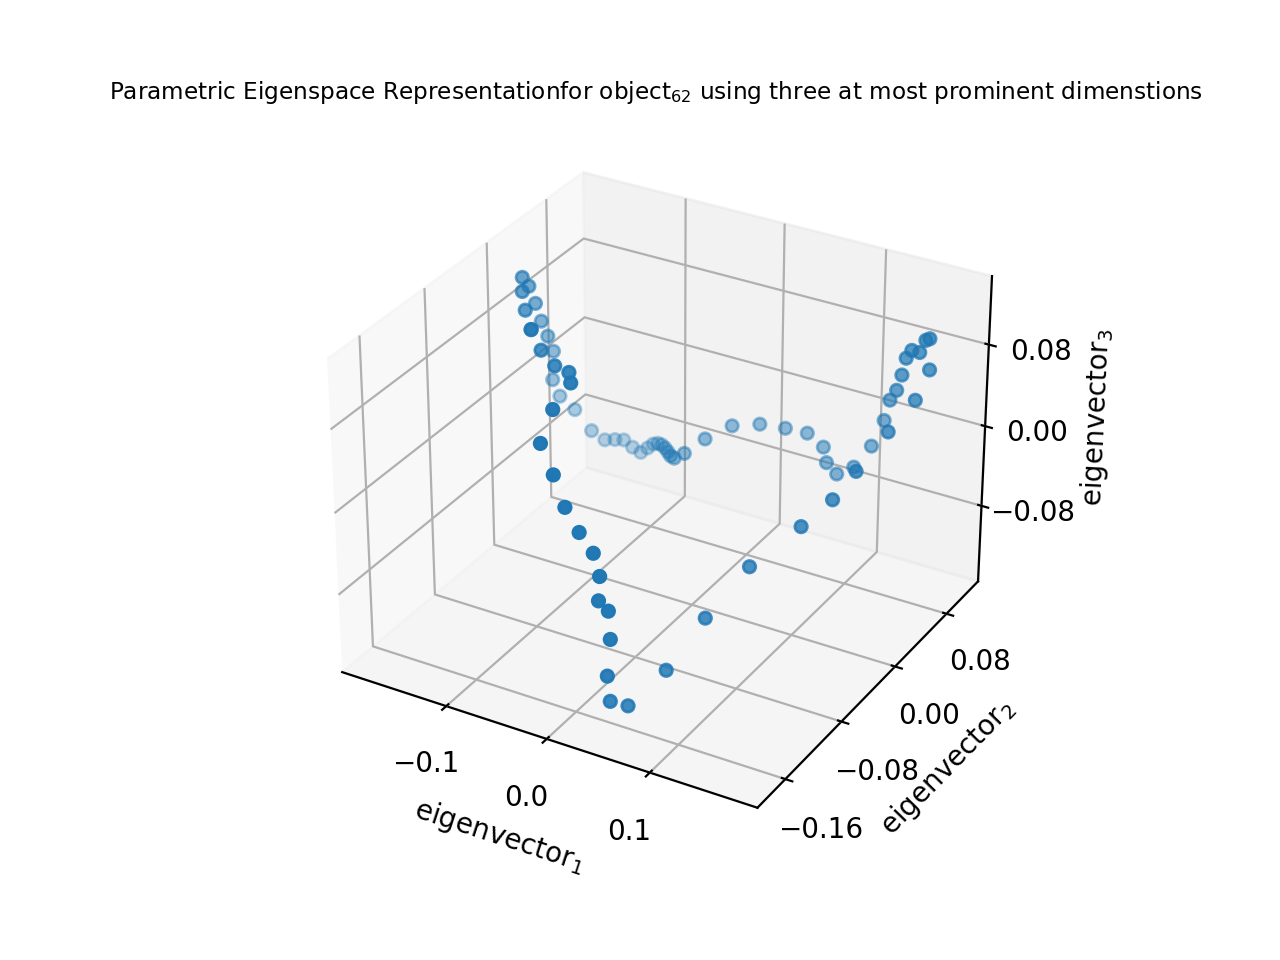 Parametric Eigenspace Representationfor object₆₂ using three at most prominent dimenstions
0.08
0.00
−0.08
eigenvector₃
0.08
0.00
−0.08
−0.16
eigenvector₂
−0.1
0.0
0.1
eigenvector₁